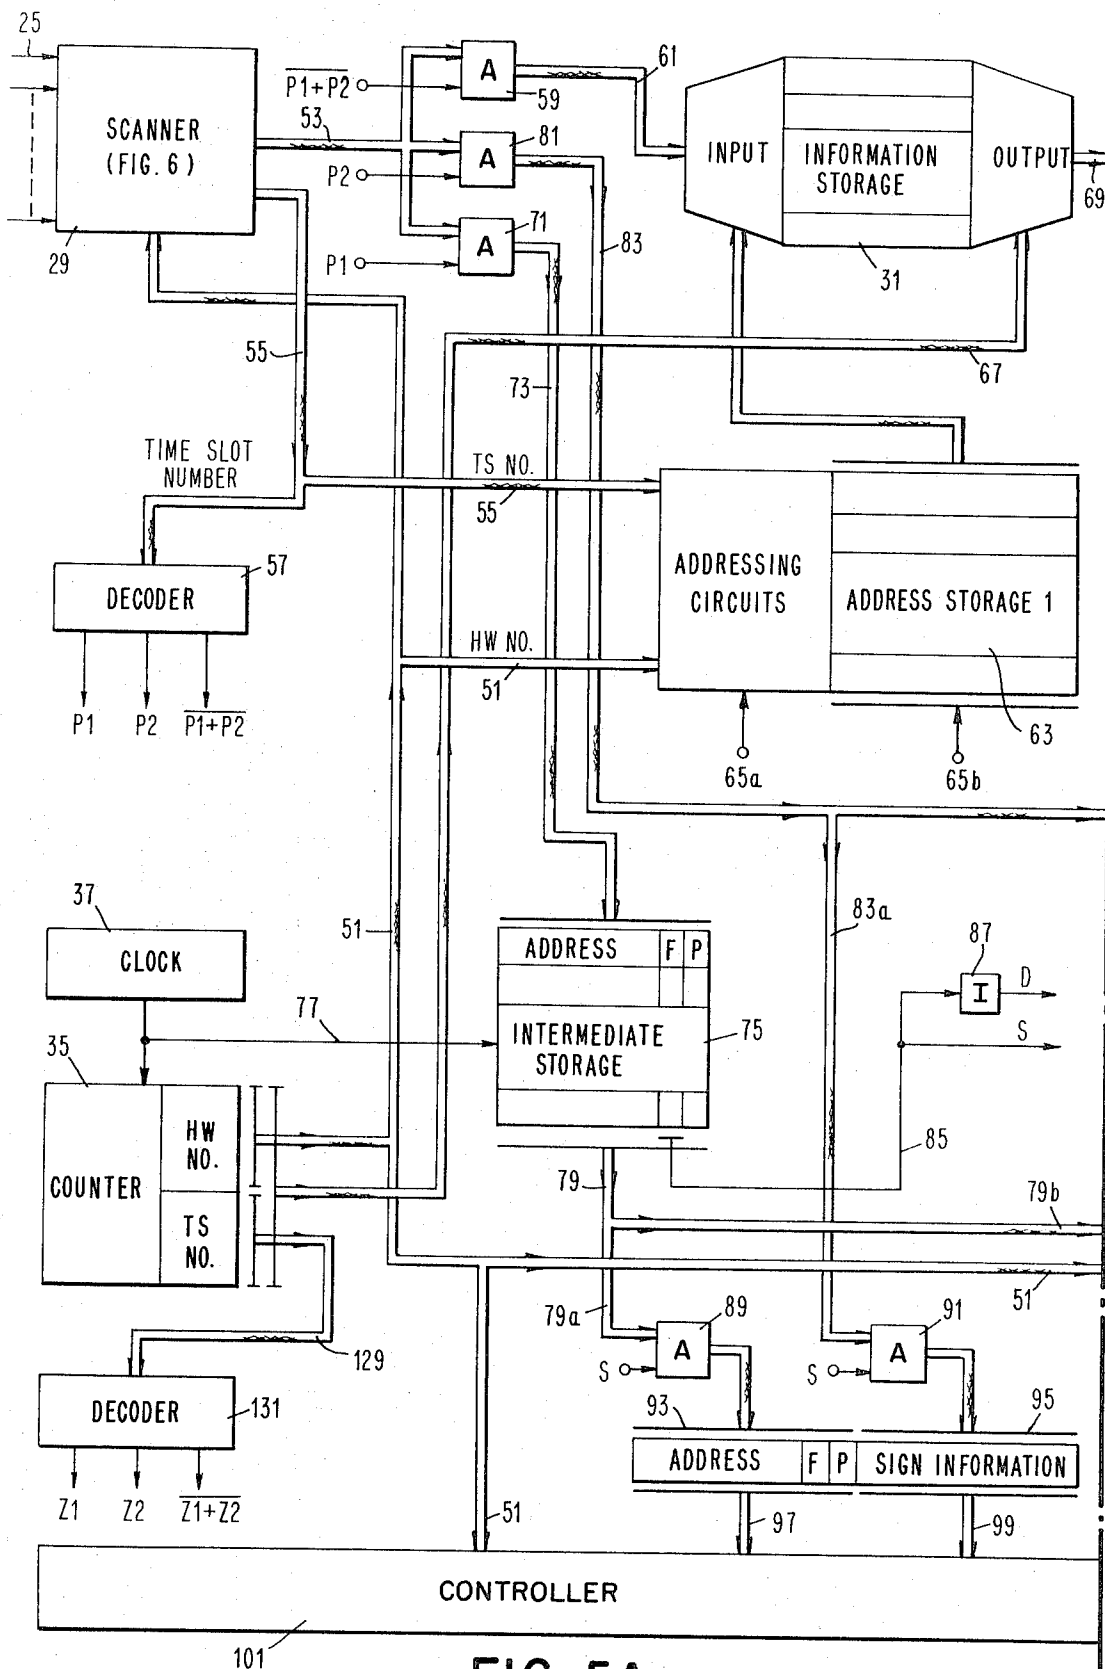 25
SCANNER
(FIG. 6)
29
53
P1+P2
A
59
61
P2
A
81
P1
A
71
83
INPUT
INFORMATION
STORAGE
OUTPUT
69
31
55
73
67
TIME SLOT
NUMBER
TS NO.
55
DECODER
57
P1
P2
P1+P2
HW NO.
51
ADDRESSING
CIRCUITS
ADDRESS STORAGE 1
63
65a
65b
37
CLOCK
51
77
ADDRESS
F
P
INTERMEDIATE
STORAGE
75
83a
87
I
D
S
85
35
COUNTER
HW
NO.
TS
NO.
79
79b
51
79a
89
A
S
91
A
S
129
DECODER
131
Z1
Z2
Z1+Z2
93
ADDRESS
F
P
95
SIGN INFORMATION
51
97
99
CONTROLLER
101
FIG. 5A